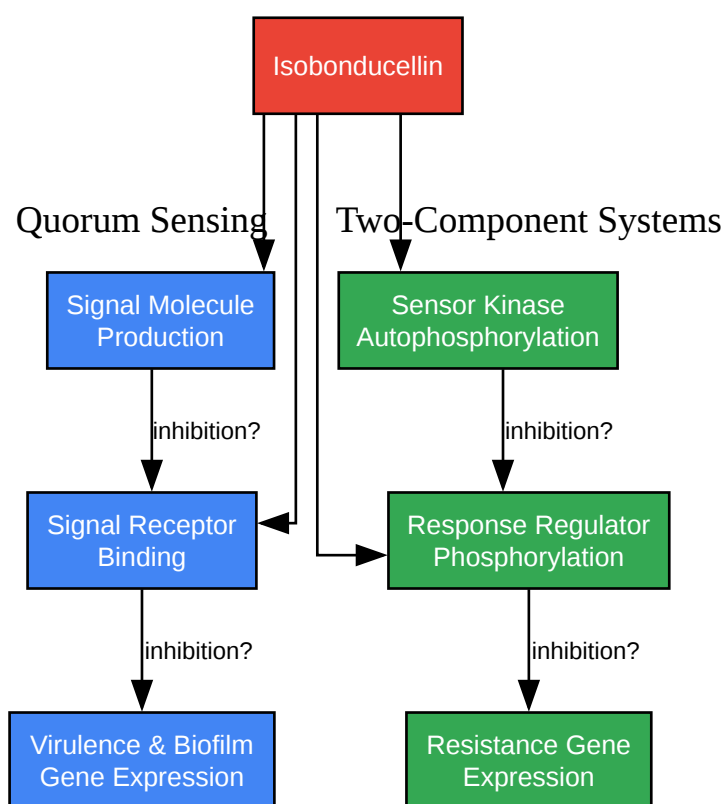 Isobonducellin
Quorum Sensing
Two-Component Systems
Signal Molecule
Production
Sensor Kinase
Autophosphorylation
inhibition?
inhibition?
Signal Receptor
Binding
Response Regulator
Phosphorylation
inhibition?
inhibition?
Virulence & Biofilm
Gene Expression
Resistance Gene
Expression